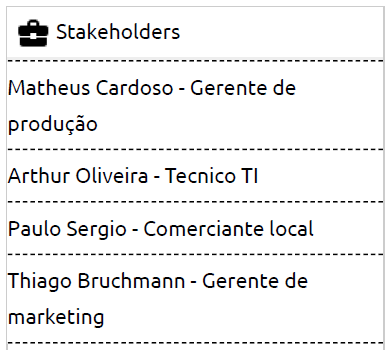 Stakeholders
Matheus Cardoso - Gerente de
produção
Arthur Oliveira - Tecnico TI
Paulo Sergio - Comerciante local
Thiago Bruchmann - Gerente de
marketing